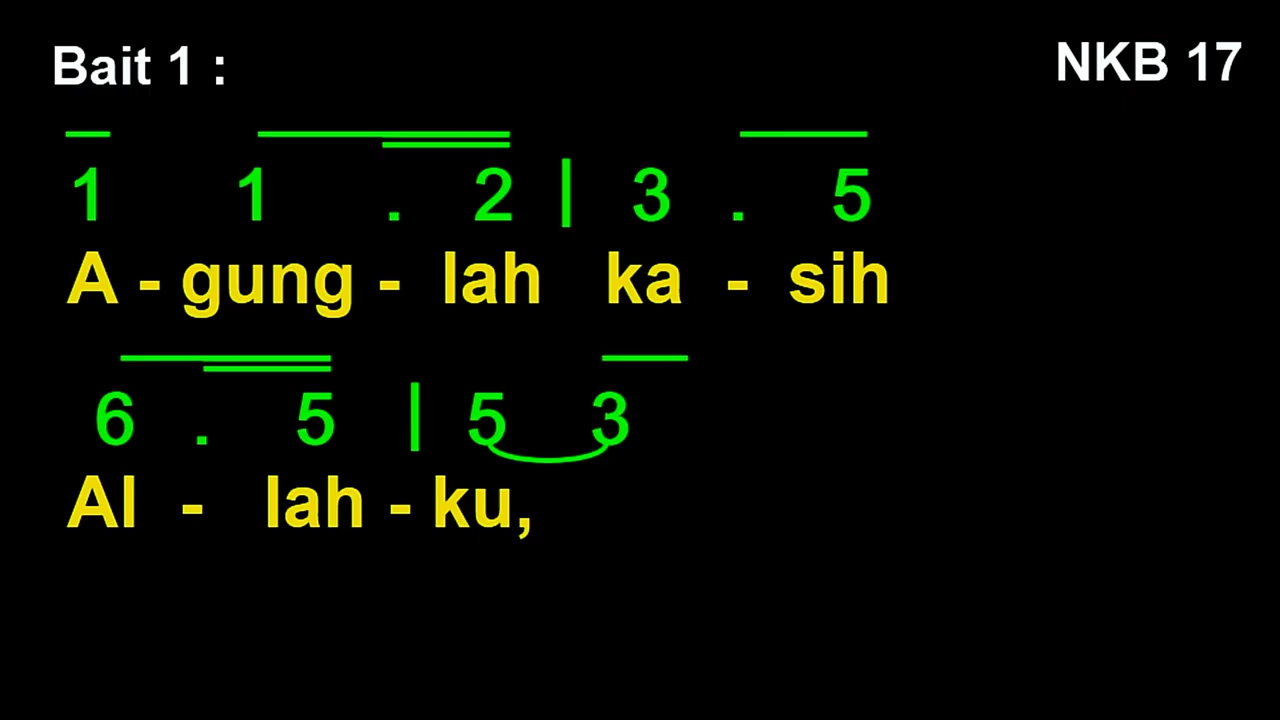 Bait 1 : NKB 17
1 1 . 2 | 3 . 5
A - gung - lah ka - sih
6 . 5 | 5 3
Al - lah - ku,